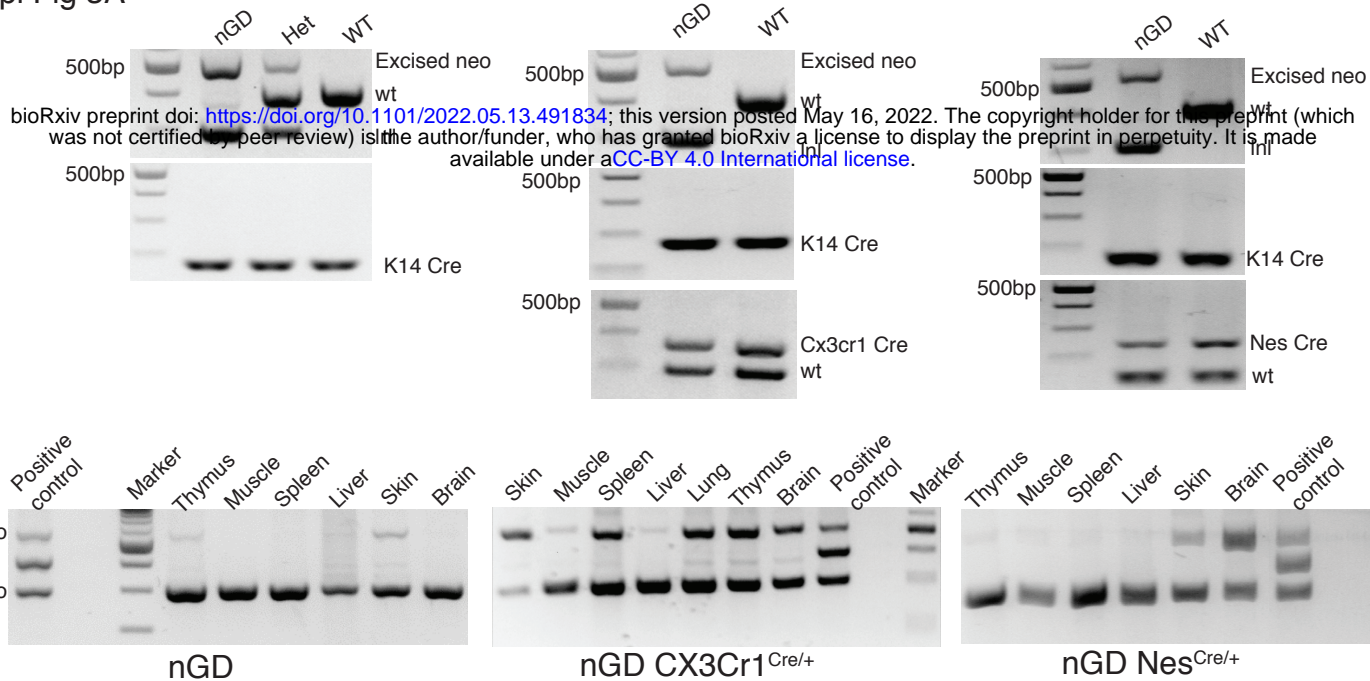 nGD Het WT
500bp
Excised neo
wt
500bp
K14 Cre
nGD WT
500bp
Excised neo
wt
lnl
500bp
K14 Cre
500bp
Cx3cr1 Cre
wt
nGD WT
500bp
Excised neo
wt
lnl
500bp
K14 Cre
500bp
Nes Cre
wt
bioRxiv preprint doi: https://doi.org/10.1101/2022.05.13.491834; this version posted May 16, 2022. The copyright holder for this preprint (which
was not certified by peer review) is the author/funder, who has granted bioRxiv a license to display the preprint in perpetuity. It is made
available under aCC-BY 4.0 International license.
Positive control Marker Thymus Muscle Spleen Liver Skin Brain
nGD
Skin Muscle Spleen Liver Lung Thymus Brain Positive control Marker
nGD CX3Cr1Cre/+
Thymus Muscle Spleen Liver Skin Brain Positive control
nGD NesCre/+